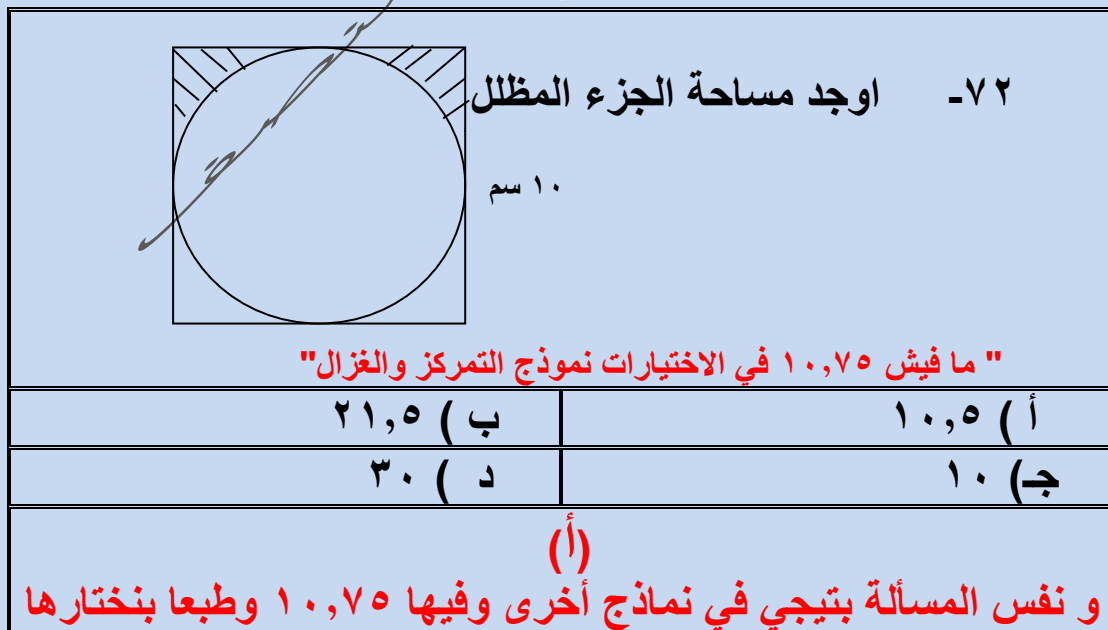 ٧٢- اوجد مساحة الجزء المظلل
١٠ سم
" ما فيش ١٠,٧٥ في الاختيارات نموذج التمركز والغزال"
أ ) ١٠,٥ ب ) ٢١,٥
جـ) ١٠ د ) ٣٠
(أ)
و نفس المسألة بتيجي في نماذج أخرى وفيها ١٠,٧٥ وطبعا بنختارها